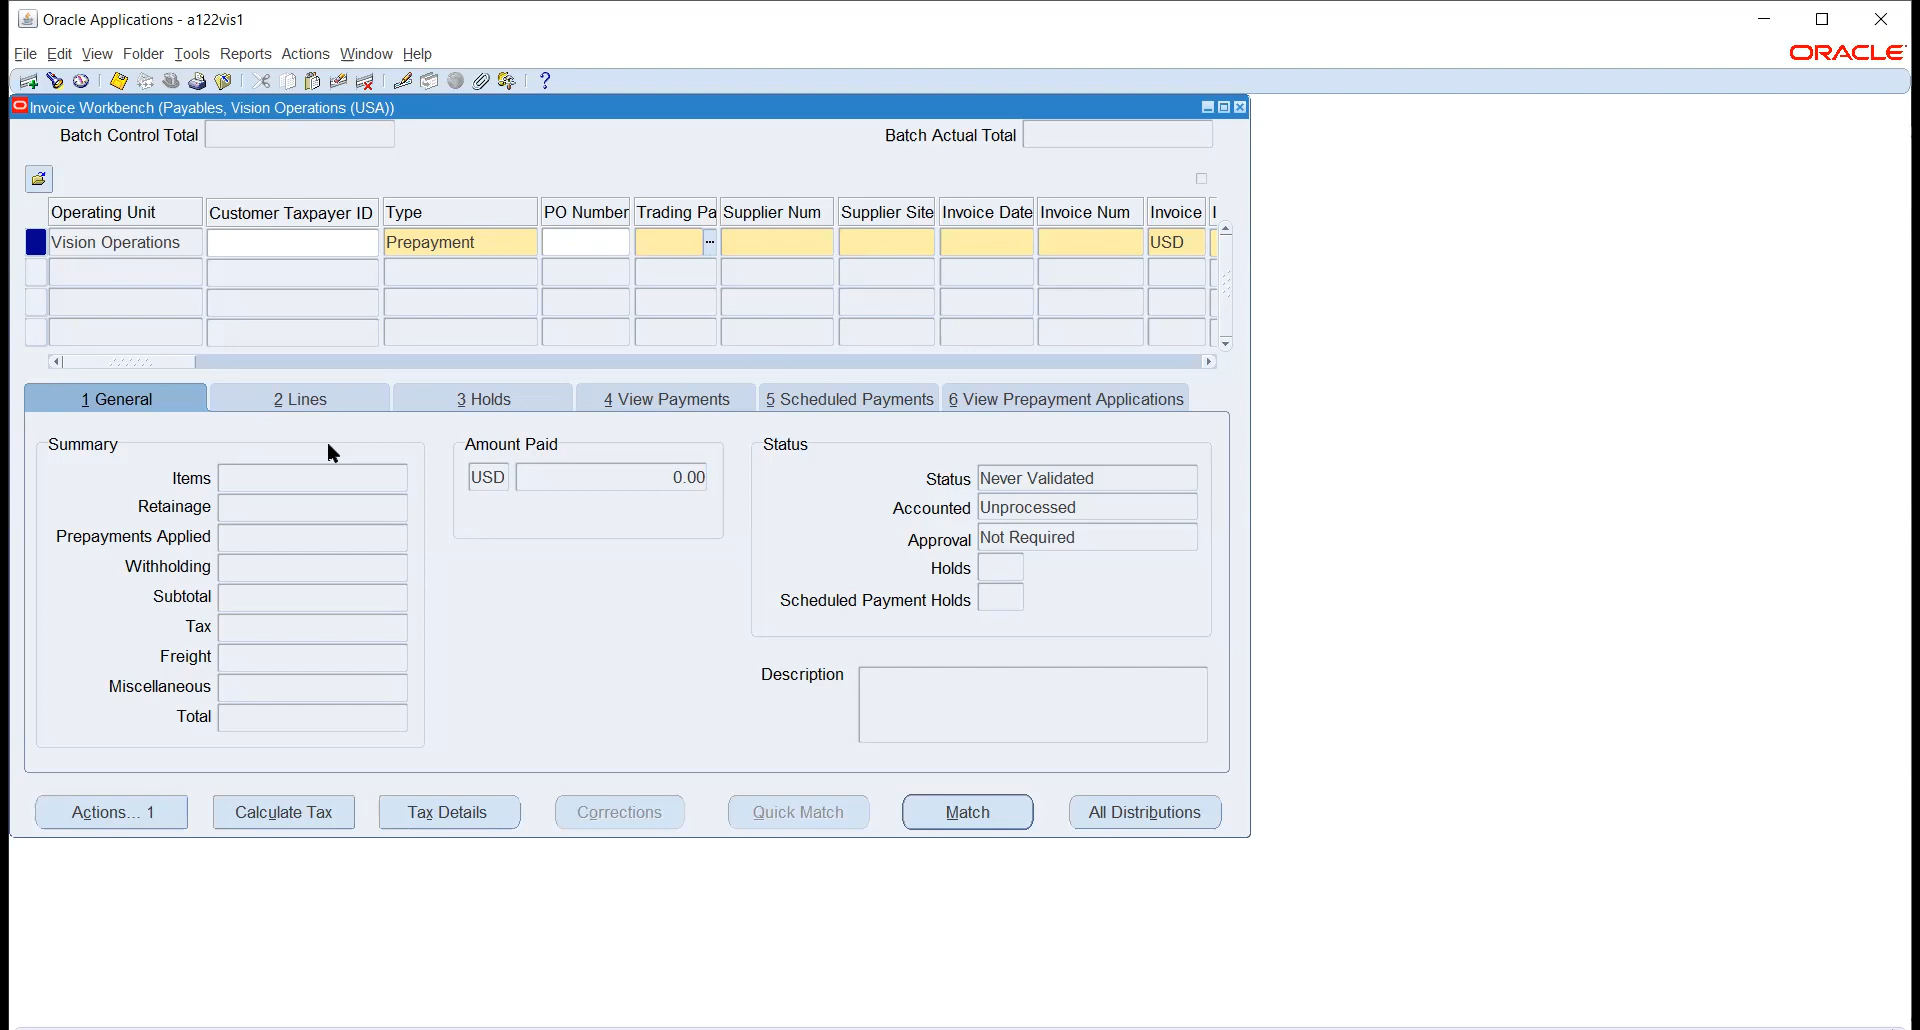 Oracle Applications - a122vis1
File Edit View Folder Tools Reports Actions Window Help
ORACLE
Invoice Workbench (Payables, Vision Operations (USA))
Batch Control Total
Batch Actual Total
Operating Unit Customer Taxpayer ID Type PO Number Trading Pa Supplier Num Supplier Site Invoice Date Invoice Num Invoice I
Vision Operations Prepayment ... USD
1 General 2 Lines 3 Holds 4 View Payments 5 Scheduled Payments 6 View Prepayment Applications
Summary
Items
Retainage
Prepayments Applied
Withholding
Subtotal
Tax
Freight
Miscellaneous
Total
Amount Paid
USD 0.00
Status
Status Never Validated
Accounted Unprocessed
Approval Not Required
Holds
Scheduled Payment Holds
Description
Actions... 1 Calculate Tax Tax Details Corrections Quick Match Match All Distributions